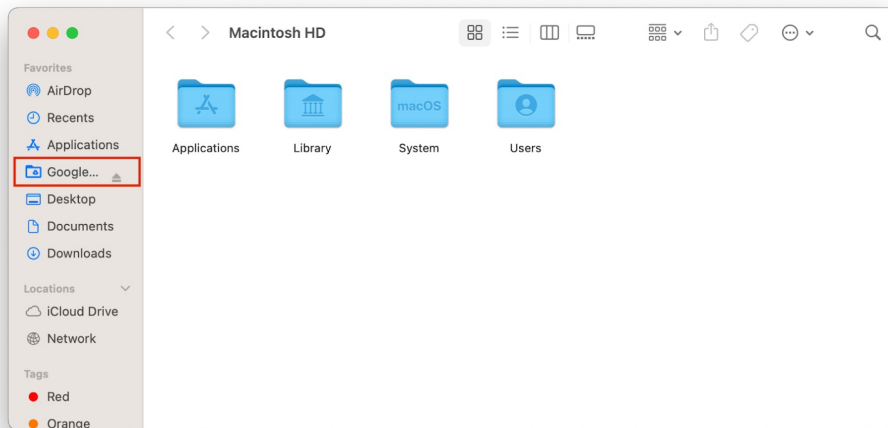 Macintosh HD
Favorites
AirDrop
Recents
Applications
Google...
Desktop
Documents
Downloads
Locations
iCloud Drive
Network
Tags
Red
Orange
macOS
Applications
Library
System
Users